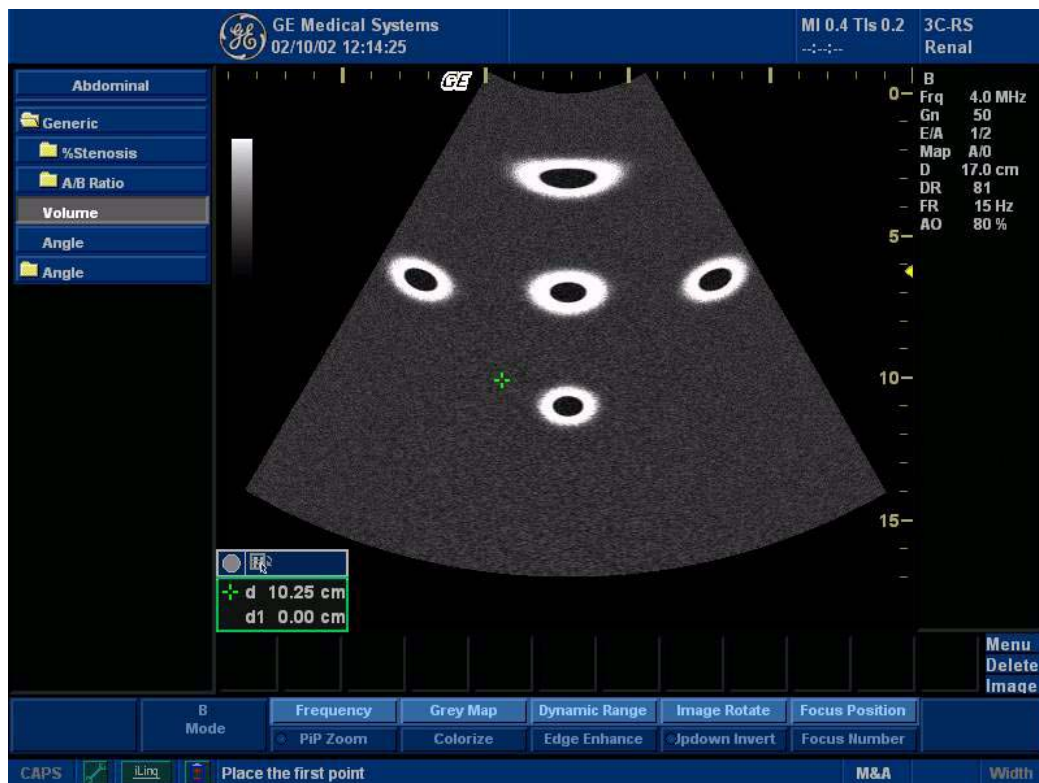 GE Medical Systems
02/10/02 12:14:25
MI 0.4 TIs 0.2
--:--:--
3C-RS
Renal
Abdominal
Generic
%Stenosis
A/B Ratio
Volume
Angle
Angle
GE
B
Frq 4.0 MHz
Gn 50
E/A 1/2
Map A/0
D 17.0 cm
DR 81
FR 15 Hz
AO 80 %
0
5
10
15
d 10.25 cm
d1 0.00 cm
Menu
Delete
Image
B
Mode
Frequency
Grey Map
Dynamic Range
Image Rotate
Focus Position
PiP Zoom
Colorize
Edge Enhance
Jpdown Invert
Focus Number
CAPS
iLinq
Place the first point
M&A
Width